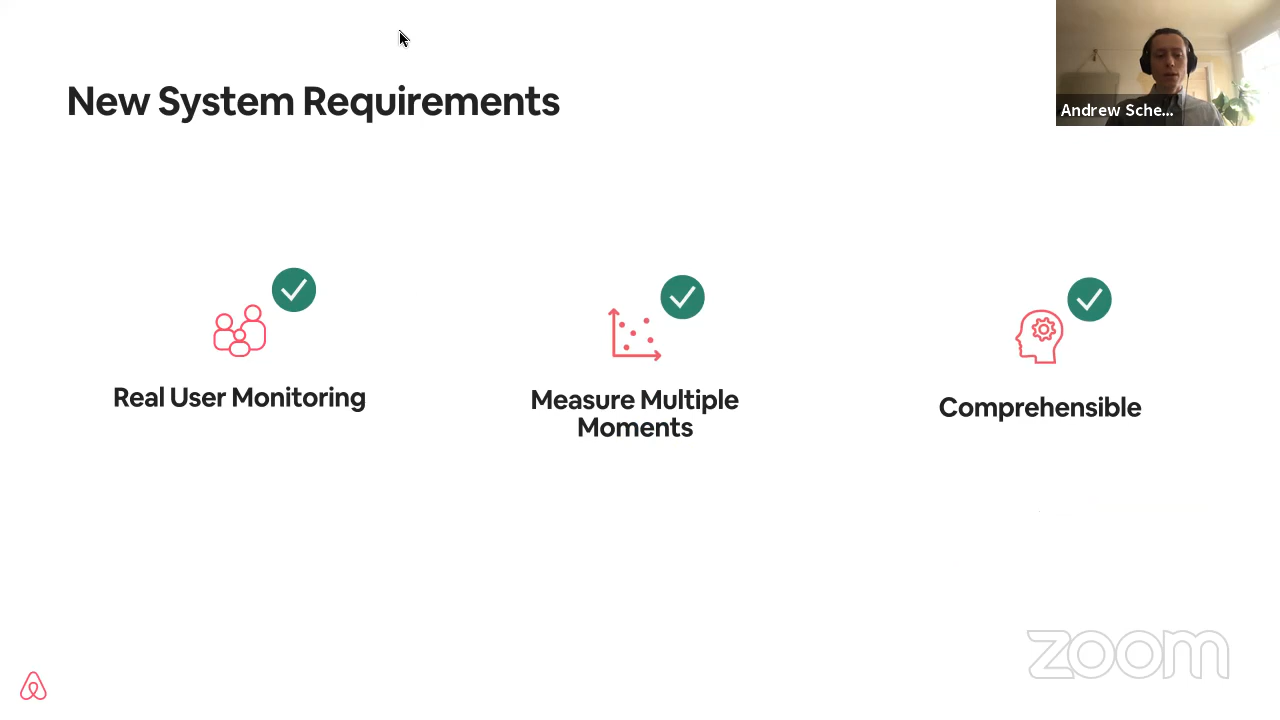 New System Requirements
Andrew Sche...
Real User Monitoring
Measure Multiple
Moments
Comprehensible
zoom